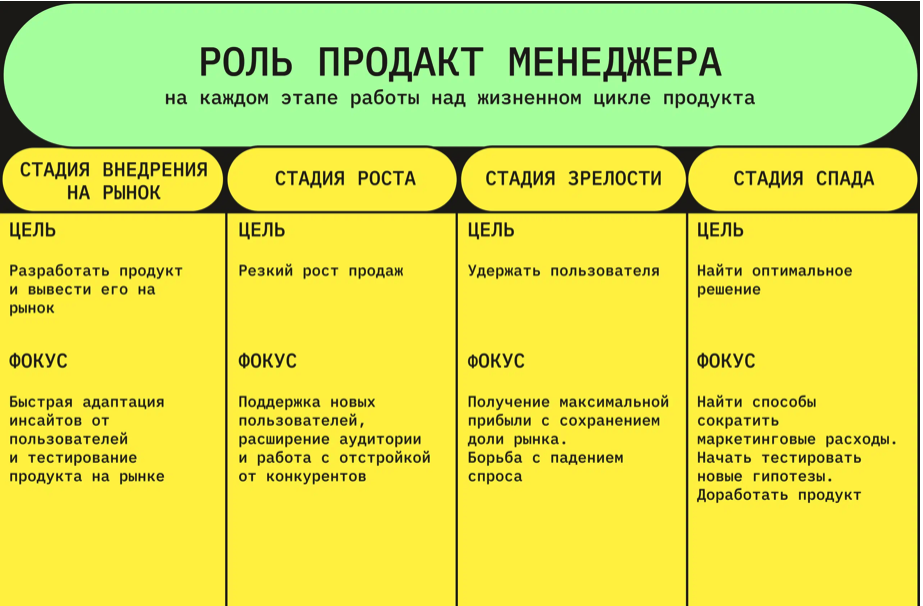 РОЛЬ ПРОДАКТ МЕНЕДЖЕРА
на каждом этапе работы над жизненном цикле продукта
СТАДИЯ ВНЕДРЕНИЯ
НА РЫНОК
ЦЕЛЬ
Разработать продукт
и вывести его на
рынок
ФОКУС
Быстрая адаптация
инсайтов от
пользователей
и тестирование
продукта на рынке
СТАДИЯ РОСТА
ЦЕЛЬ
Резкий рост продаж
ФОКУС
Поддержка новых
пользователей,
расширение аудитории
и работа с отстройкой
от конкурентов
СТАДИЯ ЗРЕЛОСТИ
ЦЕЛЬ
Удержать пользователя
ФОКУС
Получение максимальной
прибыли с сохранением
доли рынка.
Борьба с падением
спроса
СТАДИЯ СПАДА
ЦЕЛЬ
Найти оптимальное
решение
ФОКУС
Найти способы
сократить
маркетинговые расходы.
Начать тестировать
новые гипотезы.
Доработать продукт